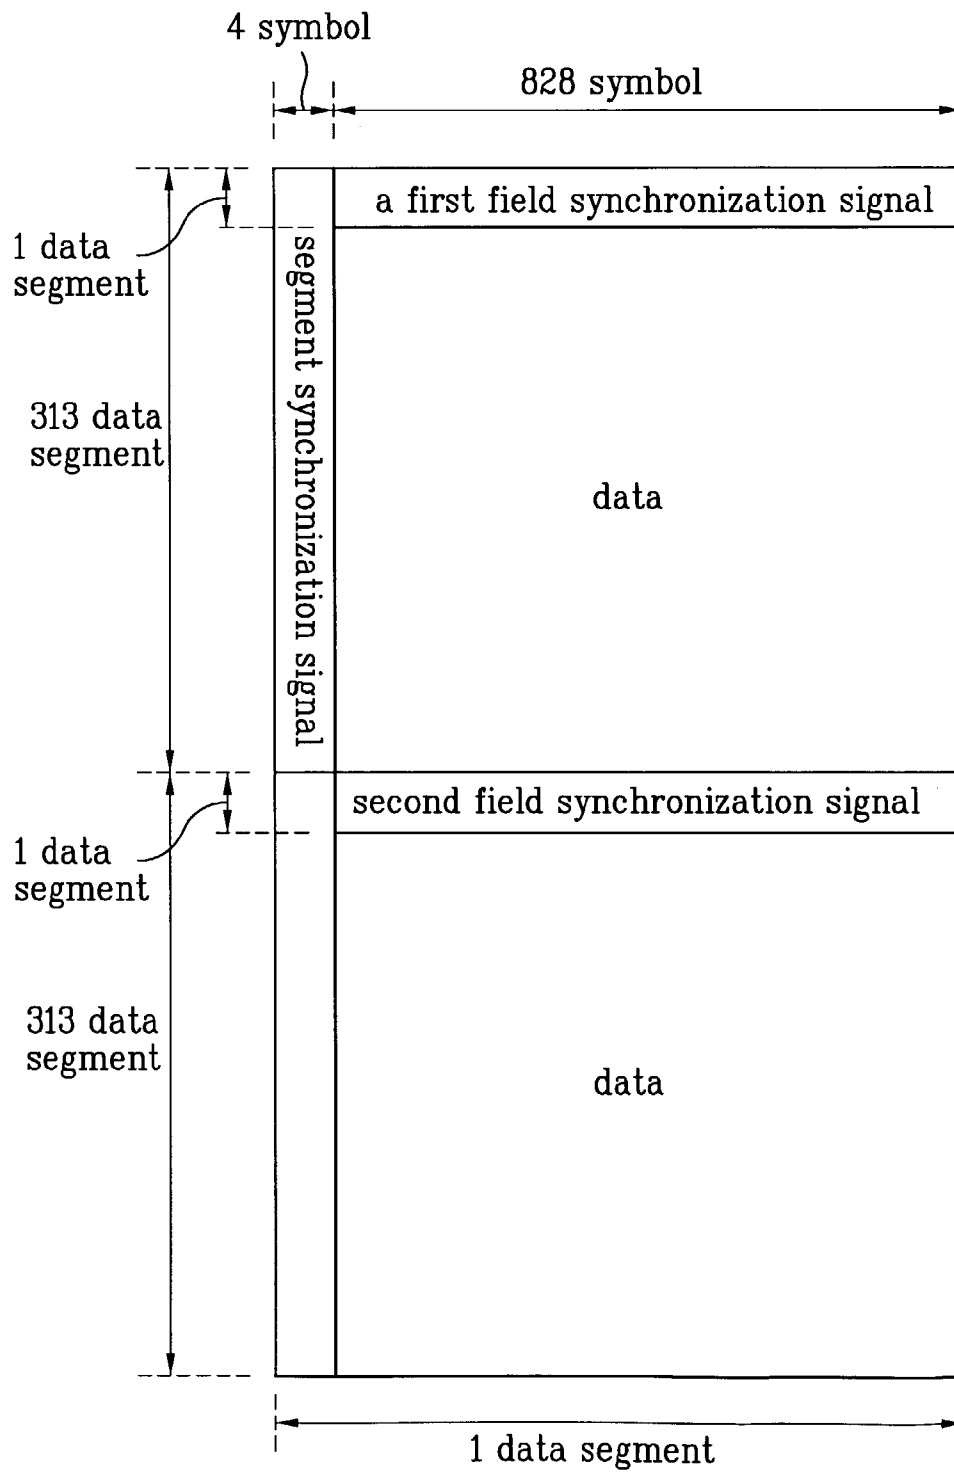 4 symbol
828 symbol
a first field synchronization signal
1 data
segment
segment synchronization signal
313 data
segment
data
second field synchronization signal
1 data
segment
313 data
segment
data
1 data segment